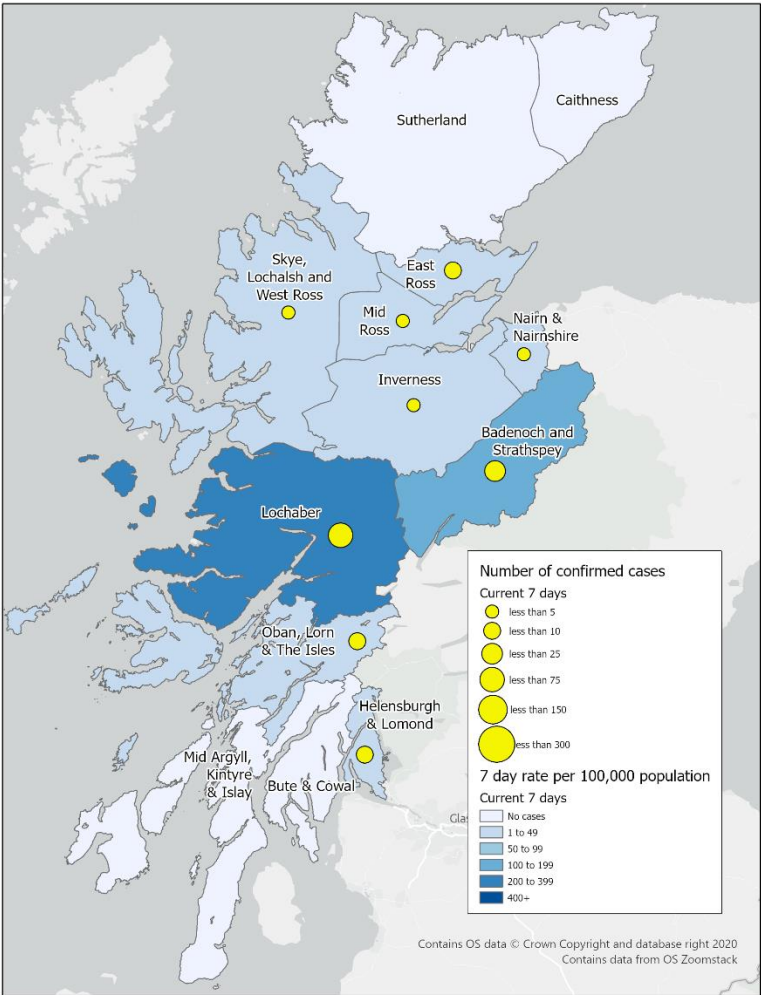 Caithness
Sutherland
Skye,
Lochalsh and
West Ross
East
Ross
Mid
Ross
Nairn &
Nairnshire
Inverness
Badenoch and
Strathspey
Lochaber
Oban, Lorn
& The Isles
Helensburgh
& Lomond
Mid Argyll,
Kintyre
& Islay
Bute & Cowal
Glas
Number of confirmed cases
Current 7 days
less than 5
less than 10
less than 25
less than 75
less than 150
less than 300
7 day rate per 100,000 population
Current 7 days
No cases
1 to 49
50 to 99
100 to 199
200 to 399
400+
Contains OS data © Crown Copyright and database right 2020
Contains data from OS Zoomstack